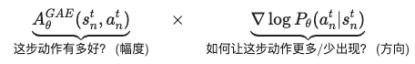 A_θ^{GAE}(s_n^t, a_n^t) × ∇ log P_θ(a_n^t|s_n^t)
这步动作有多好？(幅度) 如何让这步动作更多/少出现？(方向)